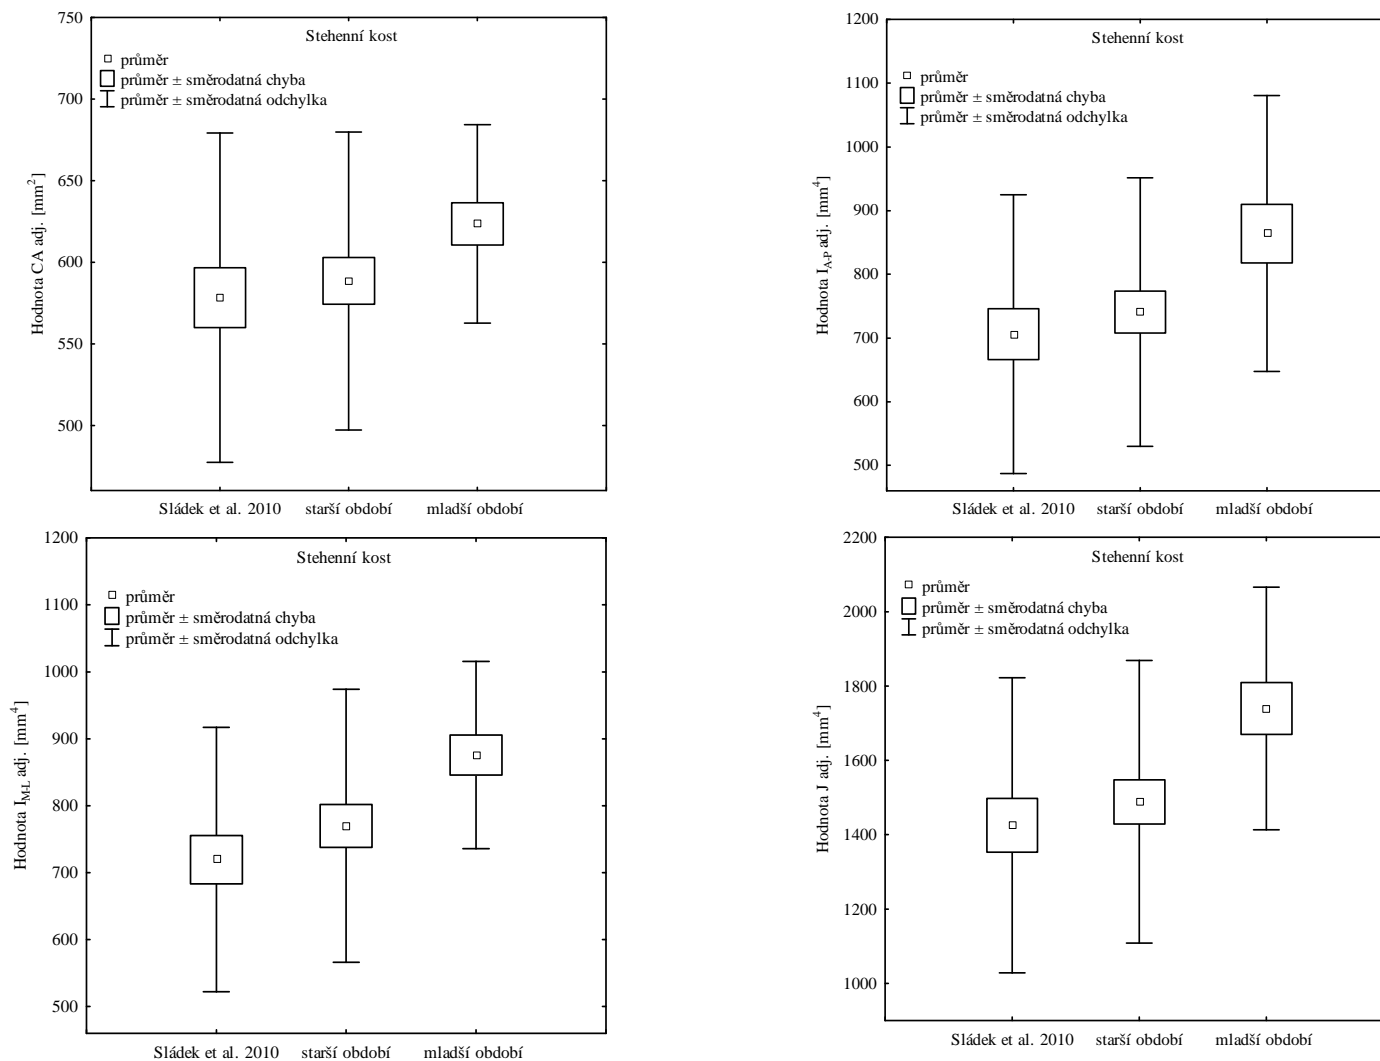 Stehenní kost
průměr
průměr ± směrodatná chyba
průměr ± směrodatná odchylka
Hodnota CA adj. [mm²]
750
700
650
600
550
500
Sládek et al. 2010 starší období mladší období
Stehenní kost
průměr
průměr ± směrodatná chyba
průměr ± směrodatná odchylka
Hodnota I_A-P adj. [mm⁴]
1200
1100
1000
900
800
700
600
500
Sládek et al. 2010 starší období mladší období
Stehenní kost
průměr
průměr ± směrodatná chyba
průměr ± směrodatná odchylka
Hodnota I_M-L adj. [mm⁴]
1200
1100
1000
900
800
700
600
500
Sládek et al. 2010 starší období mladší období
Stehenní kost
průměr
průměr ± směrodatná chyba
průměr ± směrodatná odchylka
Hodnota J adj. [mm⁴]
2200
2000
1800
1600
1400
1200
1000
Sládek et al. 2010 starší období mladší období